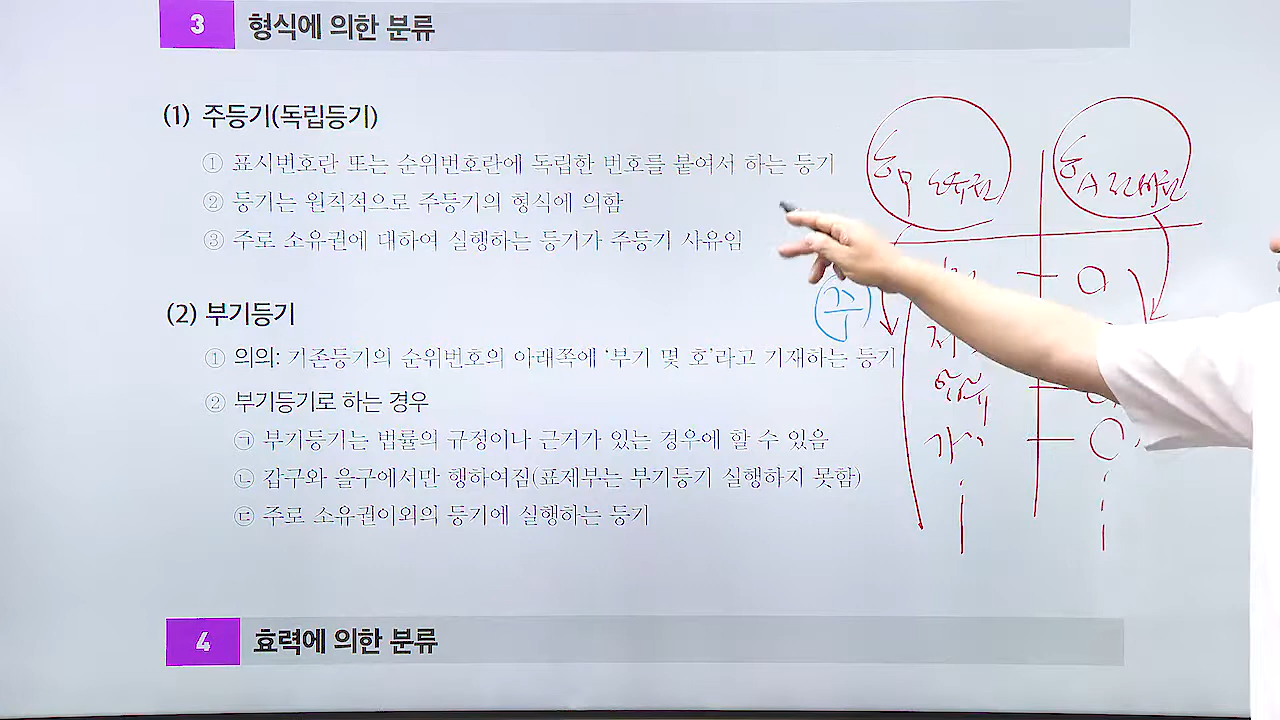 3 형식에 의한 분류
(1) 주등기(독립등기)
① 표시번호란 또는 순위번호란에 독립한 번호를 붙여서 하는 등기
② 등기는 원칙적으로 주등기의 형식에 의함
③ 주로 소유권에 대하여 실행하는 등기가 주등기 사유임
(2) 부기등기
① 의의: 기존등기의 순위번호의 아래쪽에 '부기 몇 호'라고 기재하는 등기
② 부기등기로 하는 경우
㉠ 부기등기는 법률의 규정이나 근거가 있는 경우에 할 수 있음
㉡ 갑구와 을구에서만 행하여짐(표제부는 부기등기 실행하지 못함)
㉢ 주로 소유권이외의 등기에 실행하는 등기
4 효력에 의한 분류
소유권
주
가